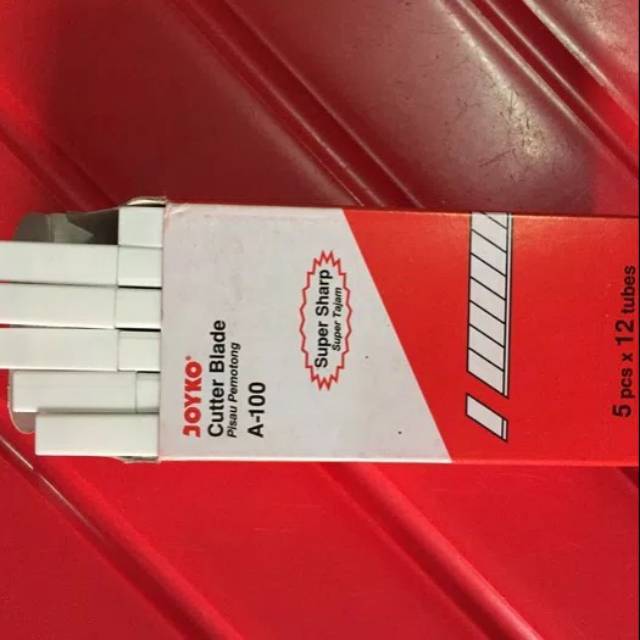 JOYKO®
Cutter Blade
Pisau Pemotong
A-100
Super Sharp
Super Tajam
5 pcs x 12 tubes